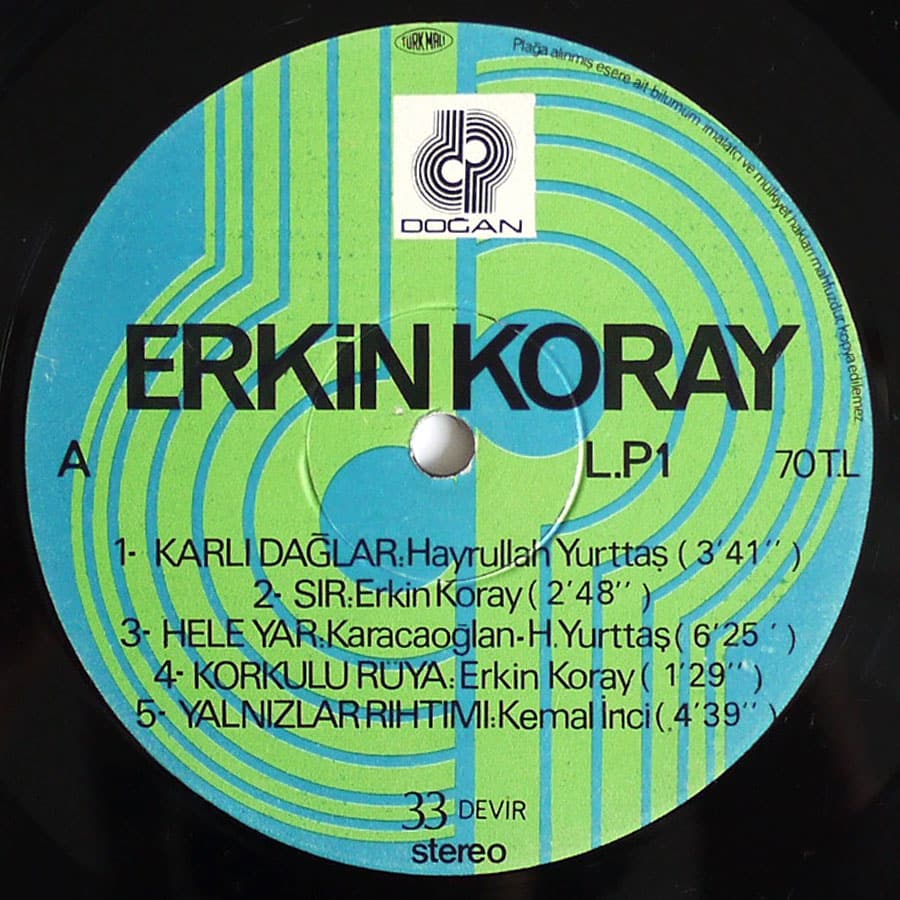 TÜRK MALI
Plağa alınmış esere ait bilumum imalatcı ve mülkiyet hakları mahfuzdur, kopya edilemez
DOĞAN
ERKiN KORAY
A L.P1 70T.L
1- KARLI DAĞLAR:Hayrullah Yurttaş ( 3'41'' )
2- SIR:Erkin Koray ( 2'48'' )
3- HELE YAR:Karacaoğlan-H.Yurttaş ( 6'25 ' )
4- KORKULU RÜYA: Erkin Koray ( 1'29'' )
5- YALNIZLAR RIHTIMI:Kemal İnci ( 4'39'' )
33 DEVİR
stereo